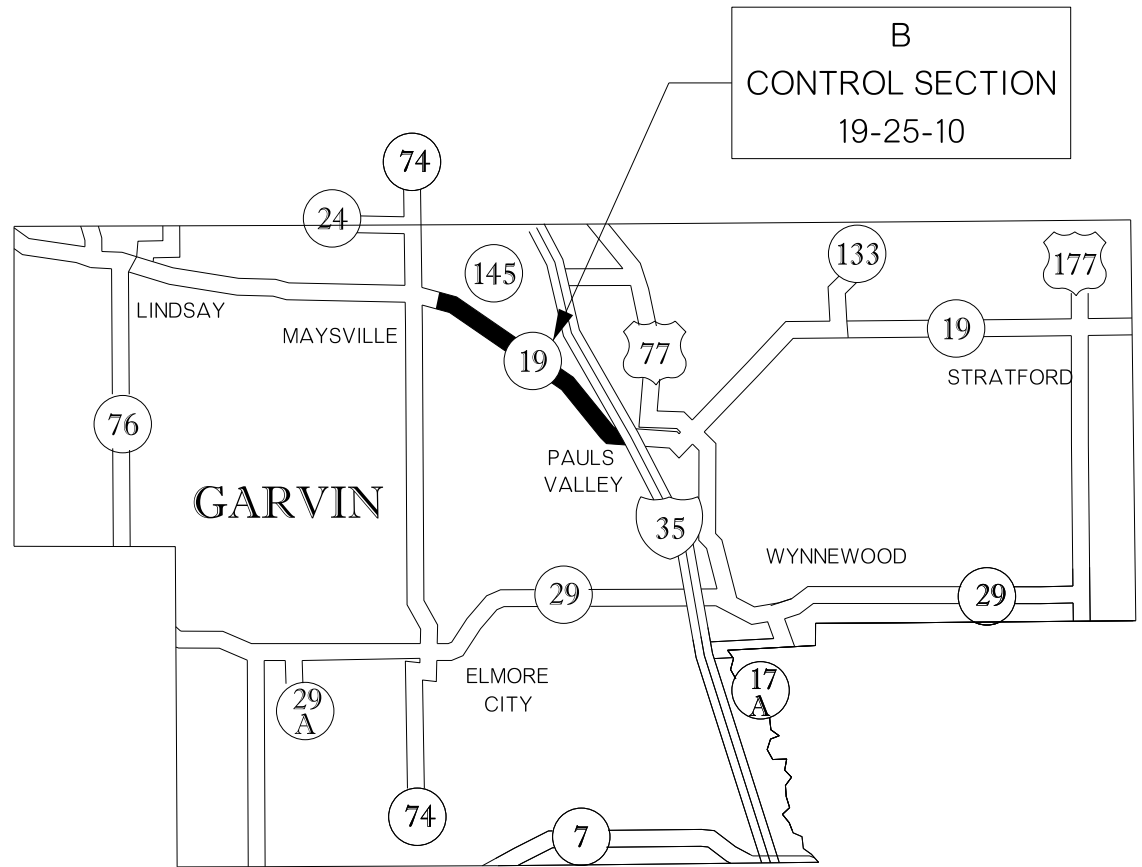 B
CONTROL SECTION
19-25-10
74
24
145
133
177
LINDSAY
MAYSVILLE
19
77
19
STRATFORD
76
PAULS
VALLEY
GARVIN
35
WYNNEWOOD
29
29
ELMORE
CITY
29
A
17
A
74
7